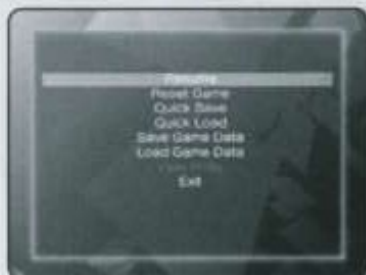 Resume
Reset Game
Quick Save
Quick Load
Save Game Data
Load Game Data
Exit